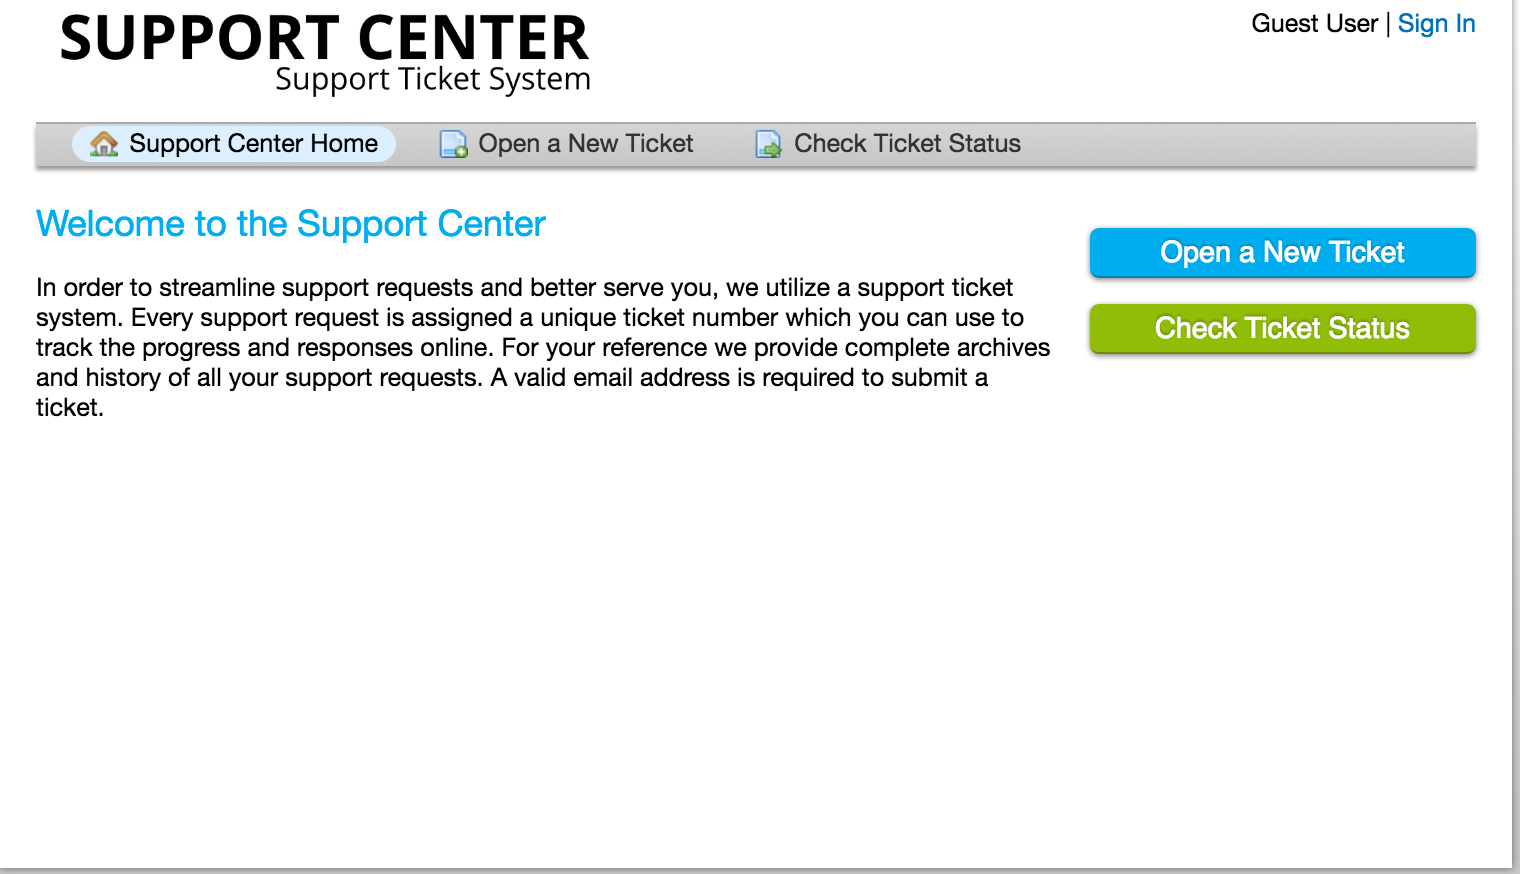 SUPPORT CENTER
Support Ticket System
Guest User | Sign In
Support Center Home
Open a New Ticket
Check Ticket Status
Welcome to the Support Center
In order to streamline support requests and better serve you, we utilize a support ticket
system. Every support request is assigned a unique ticket number which you can use to
track the progress and responses online. For your reference we provide complete archives
and history of all your support requests. A valid email address is required to submit a
ticket.
Open a New Ticket
Check Ticket Status